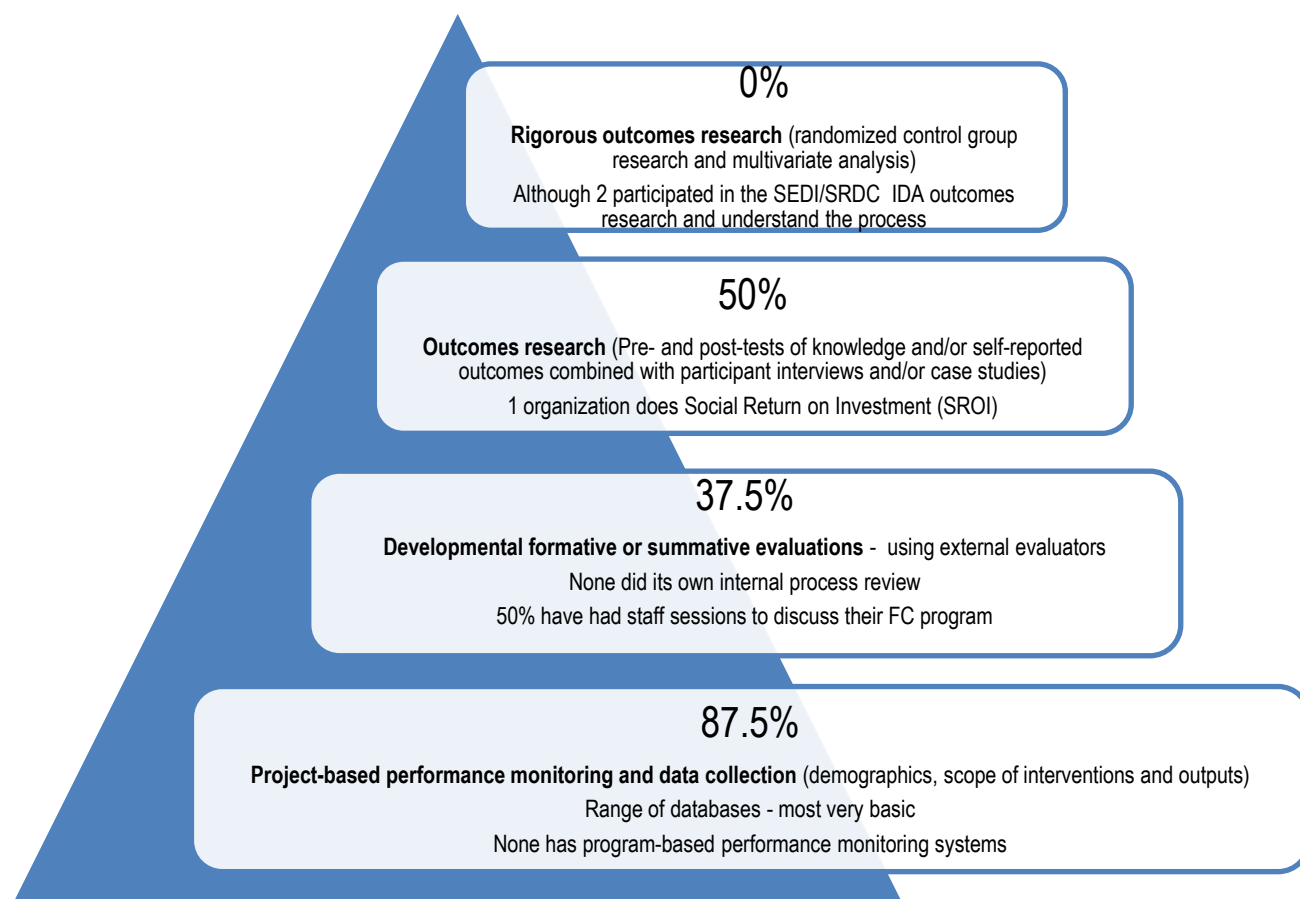 0%
Rigorous outcomes research (randomized control group
research and multivariate analysis)
Although 2 participated in the SEDI/SRDC IDA outcomes
research and understand the process
50%
Outcomes research (Pre- and post-tests of knowledge and/or self-reported
outcomes combined with participant interviews and/or case studies)
1 organization does Social Return on Investment (SROI)
37.5%
Developmental formative or summative evaluations - using external evaluators
None did its own internal process review
50% have had staff sessions to discuss their FC program
87.5%
Project-based performance monitoring and data collection (demographics, scope of interventions and outputs)
Range of databases - most very basic
None has program-based performance monitoring systems